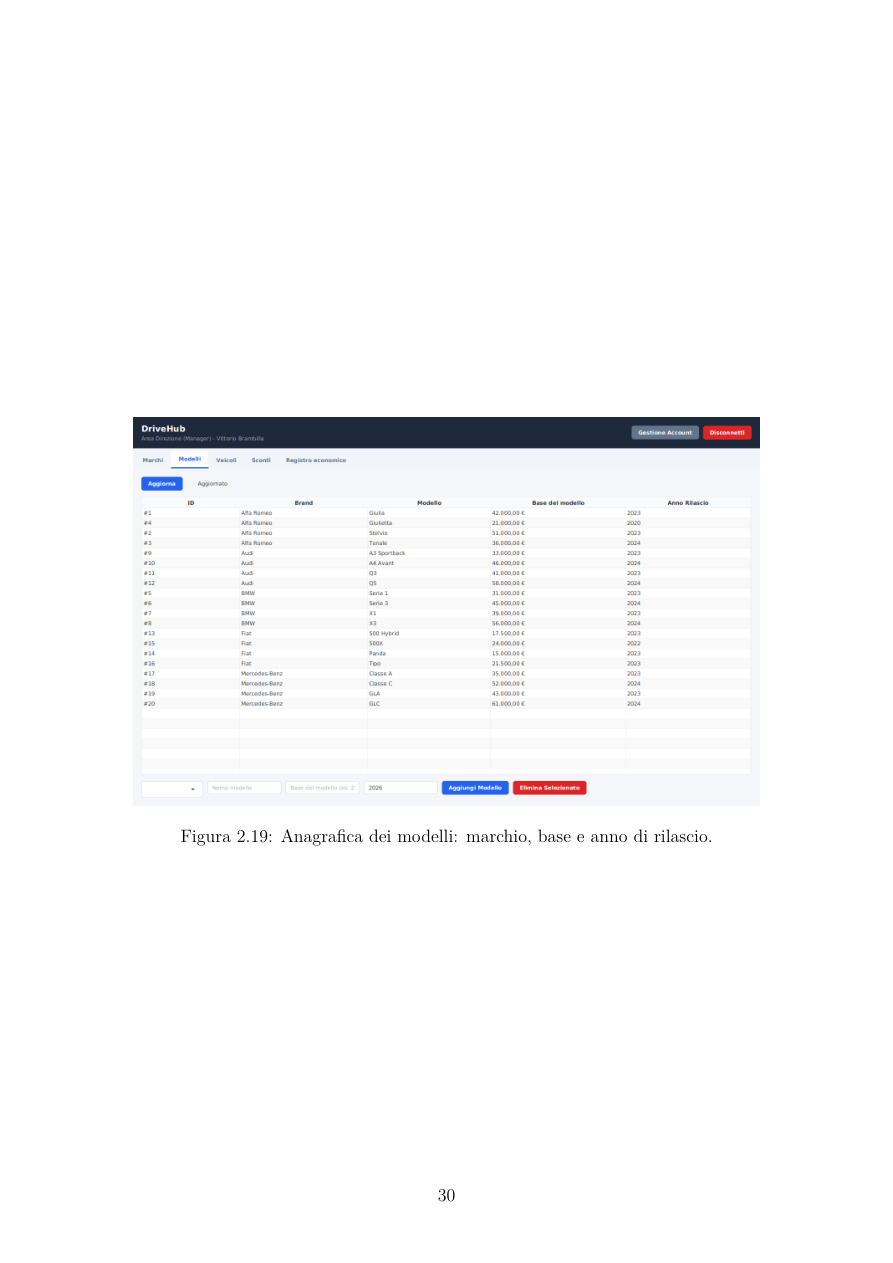 DriveHub
Area Direzione (Manager) - Vittorio Brambilla
Gestione Account Disconnetti
Marchi Modelli Veicoli Sconti Registro economico
Aggiorna Aggiornato
ID Brand Modello Base del modello Anno Rilascio
#1 Alfa Romeo Giulia 42.000,00 € 2023
#4 Alfa Romeo Giulietta 21.000,00 € 2020
#2 Alfa Romeo Stelvio 51.000,00 € 2023
#3 Alfa Romeo Tonale 36.000,00 € 2024
#9 Audi A3 Sportback 33.000,00 € 2023
#10 Audi A4 Avant 46.000,00 € 2024
#11 Audi Q3 41.000,00 € 2023
#12 Audi Q5 58.000,00 € 2024
#5 BMW Serie 1 31.000,00 € 2023
#6 BMW Serie 3 45.000,00 € 2024
#7 BMW X1 39.000,00 € 2023
#8 BMW X3 56.000,00 € 2024
#13 Fiat 500 Hybrid 17.500,00 € 2023
#15 Fiat 500X 24.000,00 € 2022
#14 Fiat Panda 15.000,00 € 2023
#16 Fiat Tipo 21.500,00 € 2023
#17 Mercedes-Benz Classe A 35.000,00 € 2023
#18 Mercedes-Benz Classe C 52.000,00 € 2024
#19 Mercedes-Benz GLA 43.000,00 € 2023
#20 Mercedes-Benz GLC 61.000,00 € 2024
Nome modello Base del modello (es. 2 2026 Aggiungi Modello Elimina Selezionato
Figura 2.19: Anagrafica dei modelli: marchio, base e anno di rilascio.
30